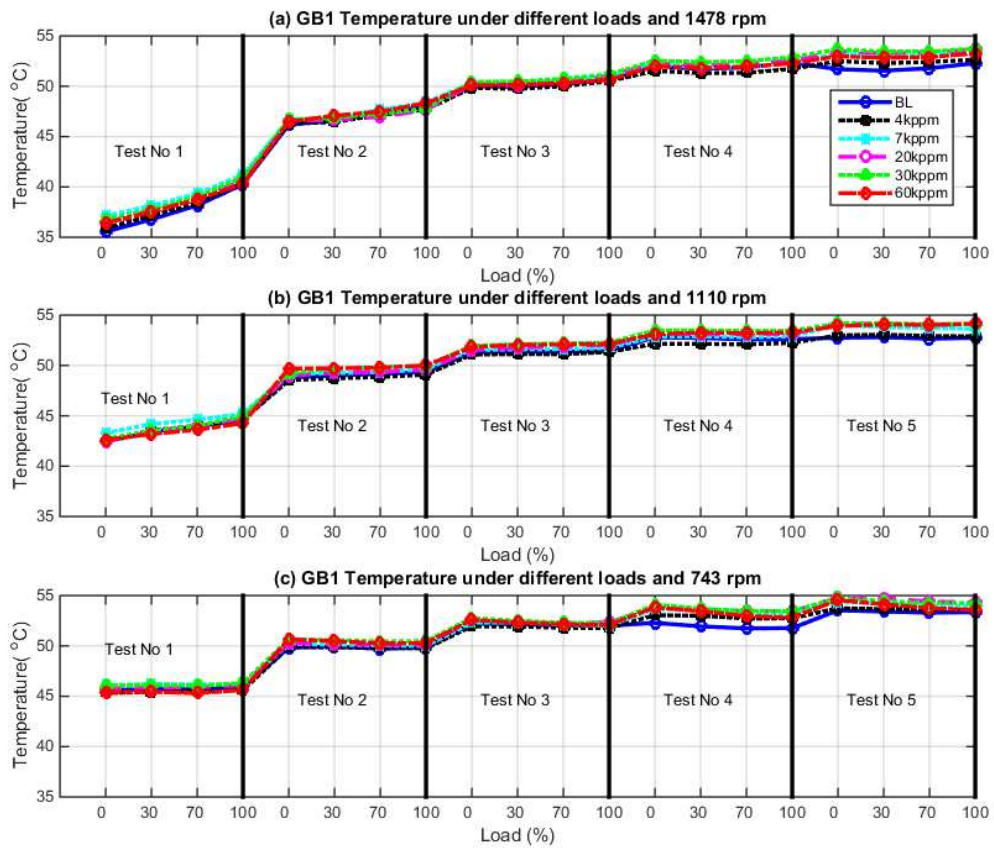 (a) GB1 Temperature under different loads and 1478 rpm
Temperature( °C)
55
50
45
40
35
Test No 1
Test No 2
Test No 3
Test No 4
BL
4kppm
7kppm
20kppm
30kppm
60kppm
0 30 70 100 0 30 70 100 0 30 70 100 0 30 70 100 0 30 70 100
Load (%)
(b) GB1 Temperature under different loads and 1110 rpm
Temperature( °C)
55
50
45
40
35
Test No 1
Test No 2
Test No 3
Test No 4
Test No 5
0 30 70 100 0 30 70 100 0 30 70 100 0 30 70 100 0 30 70 100
Load (%)
(c) GB1 Temperature under different loads and 743 rpm
Temperature( °C)
55
50
45
40
35
Test No 1
Test No 2
Test No 3
Test No 4
Test No 5
0 30 70 100 0 30 70 100 0 30 70 100 0 30 70 100 0 30 70 100
Load (%)